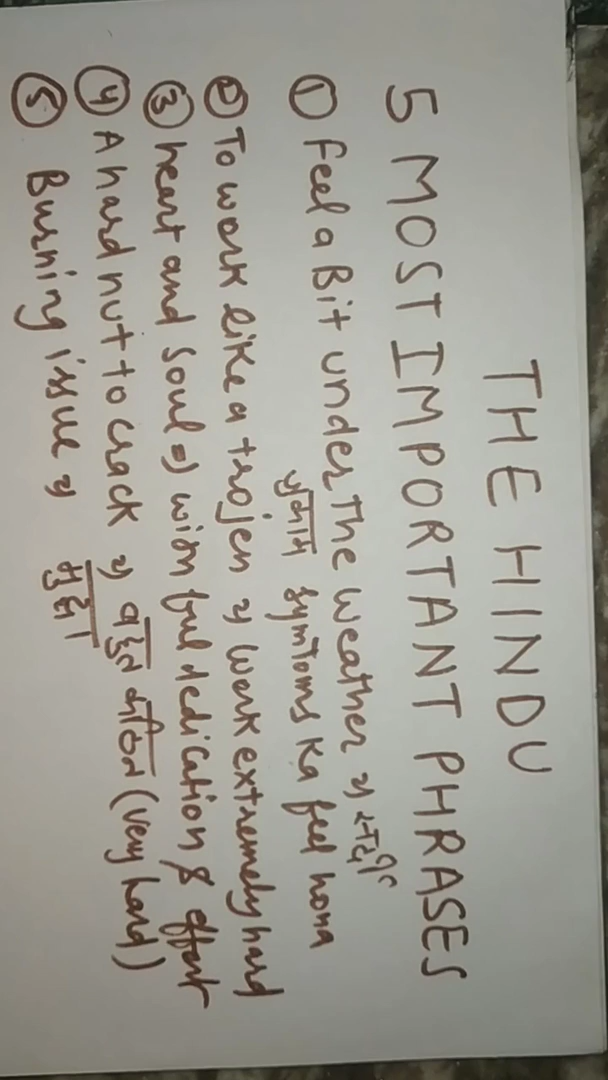 THE HINDU
5 MOST IMPORTANT PHRASES
① feel a Bit under The weather ⇒ सर्दी
जुकाम symtoms Ka feel hona
② To work like a trojen ⇒ work extremely hard
③ heart and soul ⇒ with ful dedication & effort
④ A hard nut to crack ⇒ बहुत कठिन (very hard)
⑤ Burning issue ⇒ मुद्दा